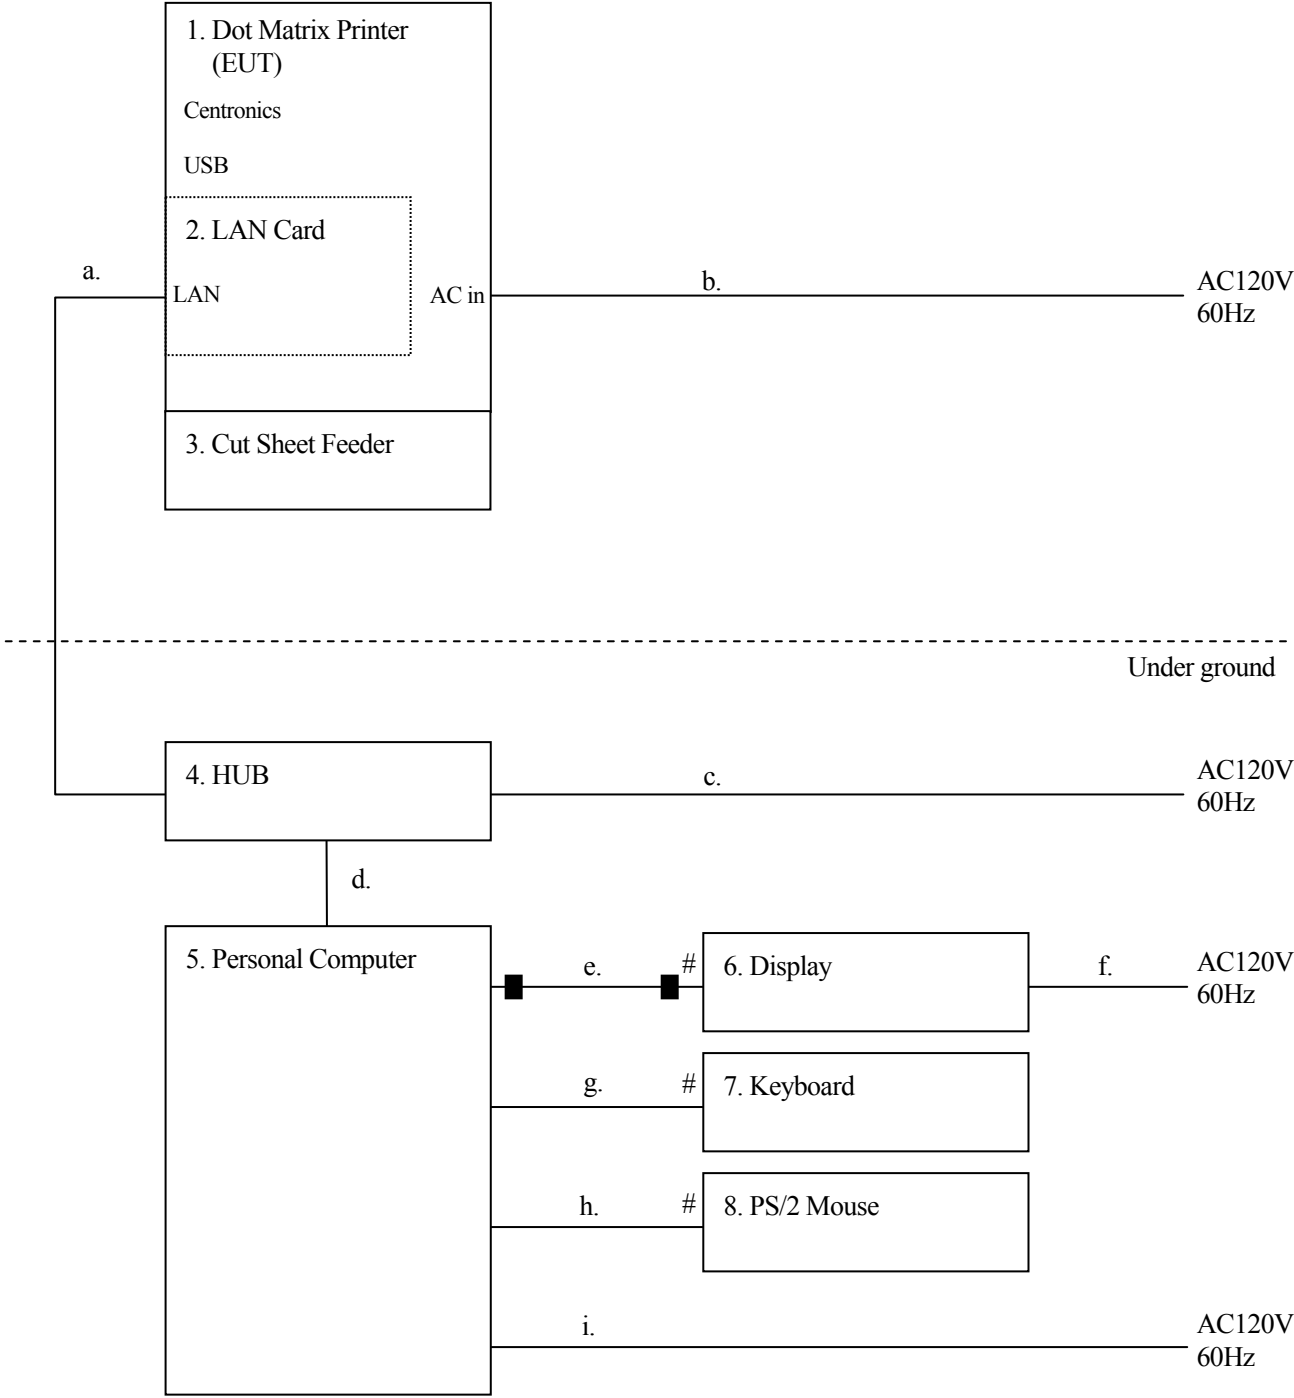 1. Dot Matrix Printer
(EUT)
Centronics
USB
2. LAN Card
a.
LAN
AC in
b.
AC120V
60Hz
3. Cut Sheet Feeder
Under ground
4. HUB
c.
AC120V
60Hz
d.
5. Personal Computer
e.
#
6. Display
f.
AC120V
60Hz
g.
#
7. Keyboard
h.
#
8. PS/2 Mouse
i.
AC120V
60Hz